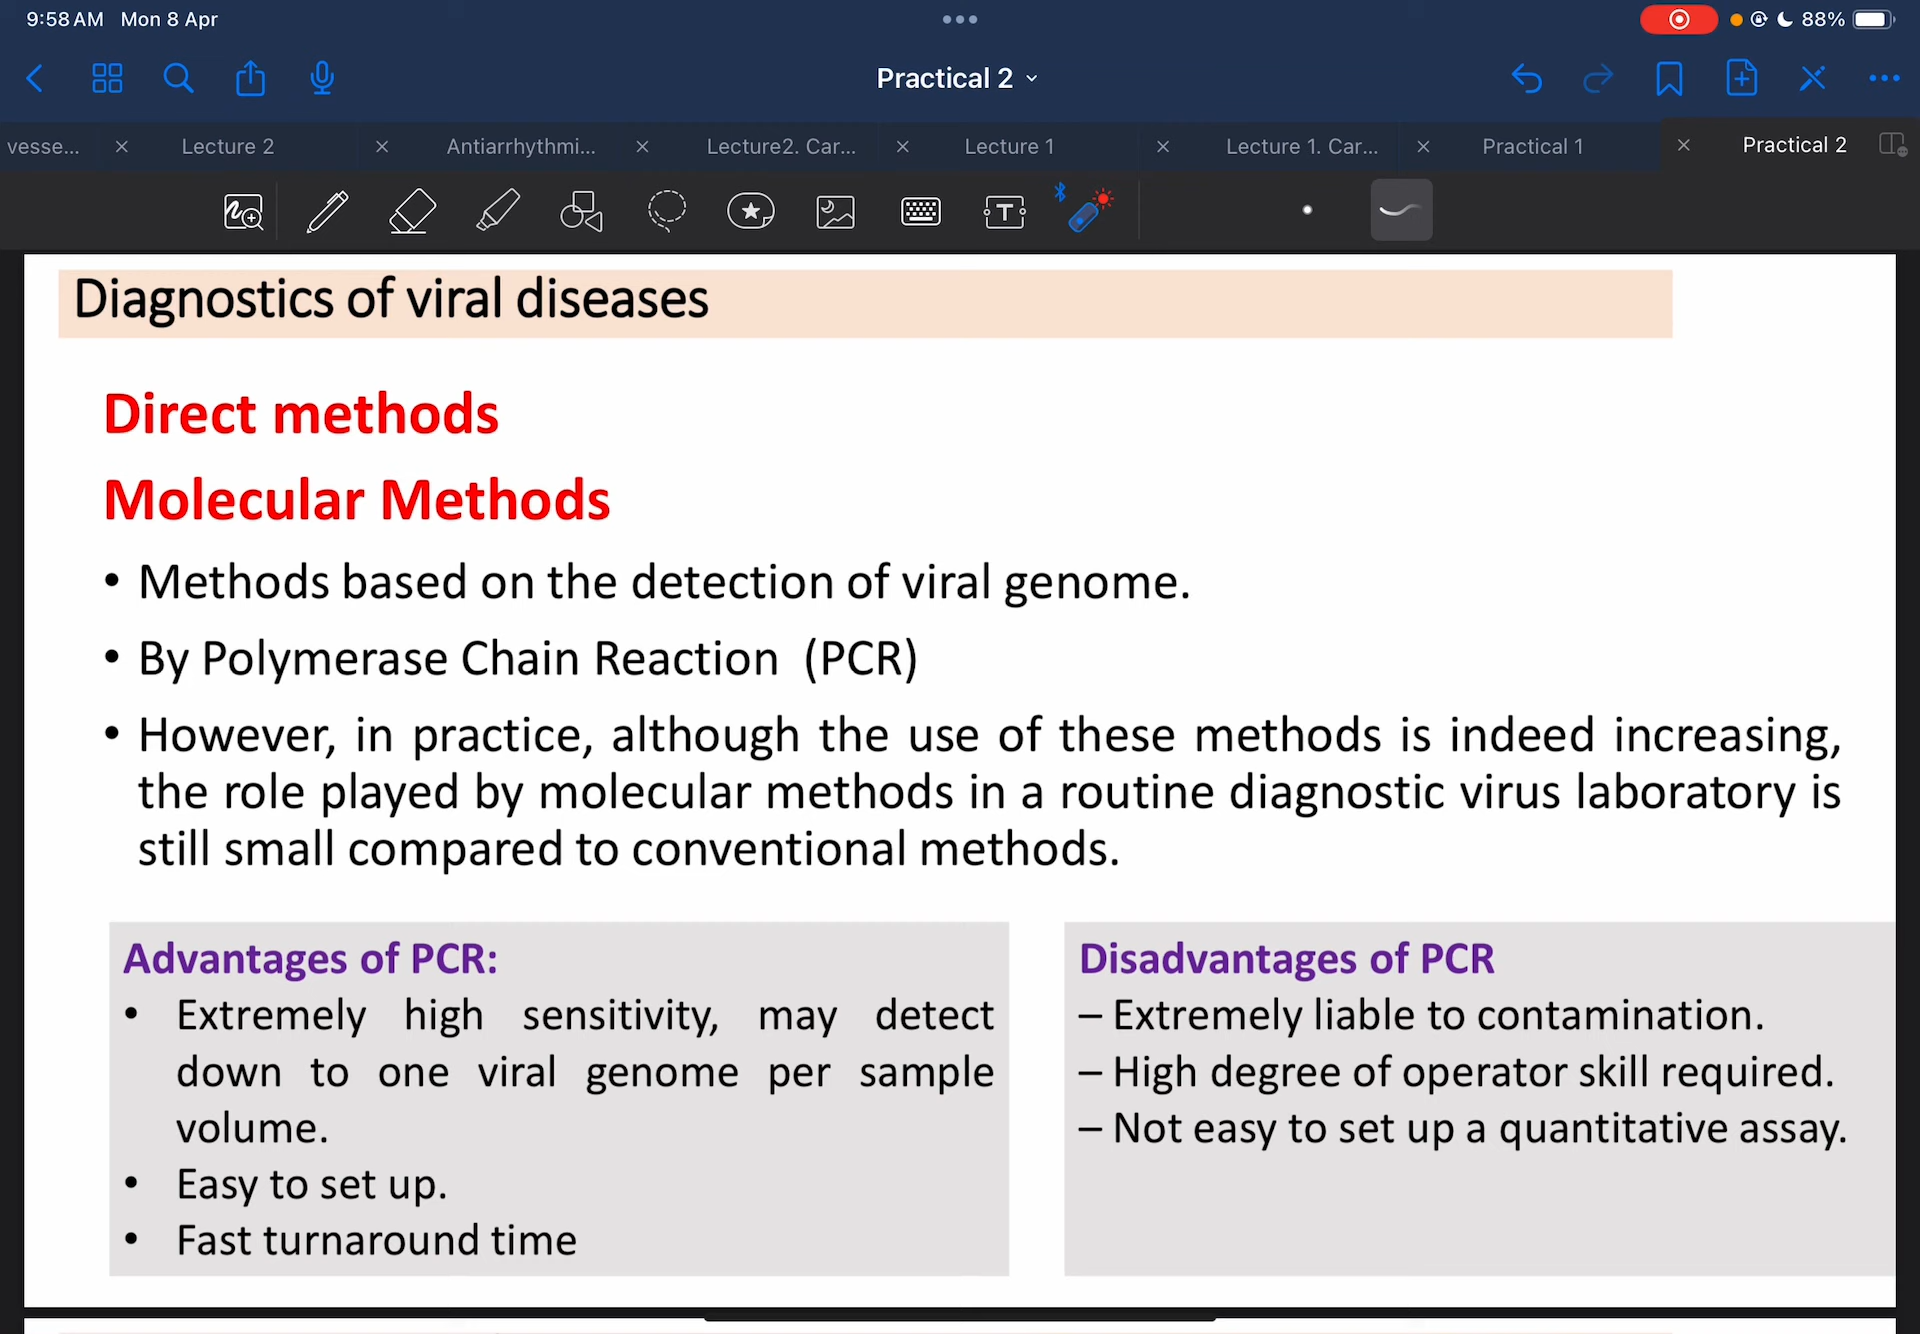 9:58 AM Mon 8 Apr
88%
Practical 2
vesse...
Lecture 2
Antiarrhythmi...
Lecture2. Car...
Lecture 1
Lecture 1. Car...
Practical 1
Practical 2
T
Diagnostics of viral diseases
Direct methods
Molecular Methods
• Methods based on the detection of viral genome.
• By Polymerase Chain Reaction (PCR)
• However, in practice, although the use of these methods is indeed increasing,
the role played by molecular methods in a routine diagnostic virus laboratory is
still small compared to conventional methods.
Advantages of PCR:
• Extremely high sensitivity, may detect
down to one viral genome per sample
volume.
• Easy to set up.
• Fast turnaround time
Disadvantages of PCR
– Extremely liable to contamination.
– High degree of operator skill required.
– Not easy to set up a quantitative assay.